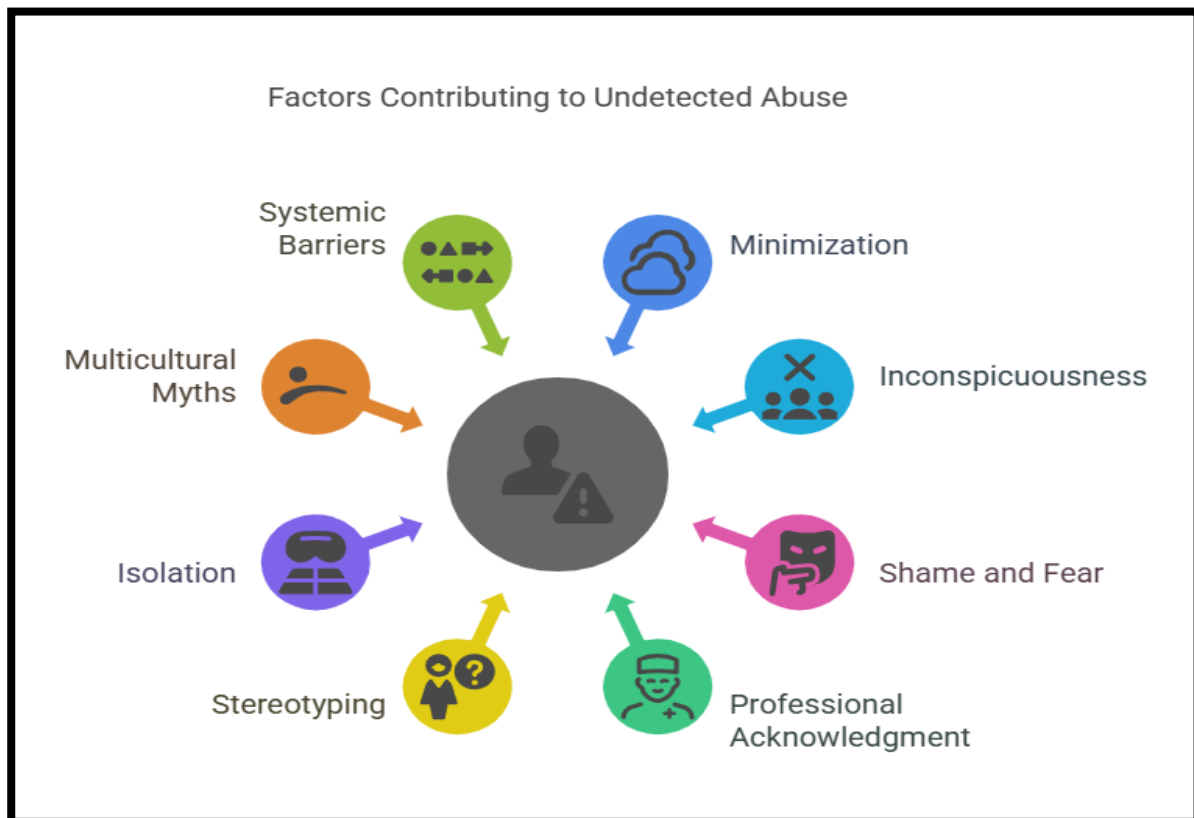 Factors Contributing to Undetected Abuse
Systemic
Barriers
Minimization
Multicultural
Myths
Inconspicuousness
Isolation
Shame and Fear
Stereotyping
Professional
Acknowledgment